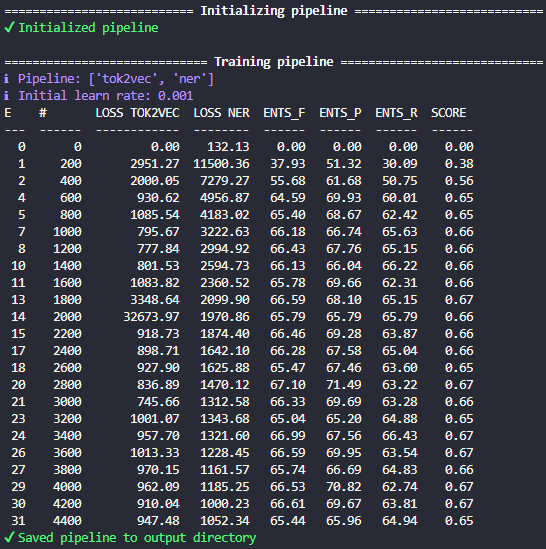 =========================== Initializing pipeline ===========================
✔ Initialized pipeline
============================= Training pipeline =============================
ℹ Pipeline: ['tok2vec', 'ner']
ℹ Initial learn rate: 0.001
E    #       LOSS TOK2VEC  LOSS NER  ENTS_F  ENTS_P  ENTS_R  SCORE
---  ------  ------------  --------  ------  ------  ------  ------
  0       0          0.00    132.13    0.00    0.00    0.00    0.00
  1     200       2951.27  11500.36   37.93   51.32   30.09    0.38
  2     400       2000.05   7279.27   55.68   61.68   50.75    0.56
  4     600        930.62   4956.87   64.59   69.93   60.01    0.65
  5     800       1085.54   4183.02   65.40   68.67   62.42    0.65
  7    1000        795.67   3222.63   66.18   66.74   65.63    0.66
  8    1200        777.84   2994.92   66.43   67.76   65.15    0.66
 10    1400        801.53   2594.73   66.13   66.04   66.22    0.66
 11    1600       1083.82   2360.52   65.78   69.66   62.31    0.66
 13    1800       3348.64   2099.90   66.59   68.10   65.15    0.67
 14    2000      32673.97   1970.86   65.79   65.79   65.79    0.66
 15    2200        918.73   1874.40   66.46   69.28   63.87    0.66
 17    2400        898.71   1642.10   66.28   67.58   65.04    0.66
 18    2600        927.90   1625.88   65.47   67.46   63.60    0.65
 20    2800        836.89   1470.12   67.10   71.49   63.22    0.67
 21    3000        745.66   1312.58   66.33   69.69   63.28    0.66
 23    3200       1001.07   1343.68   65.04   65.20   64.88    0.65
 24    3400        957.70   1321.60   66.99   67.56   66.43    0.67
 26    3600       1013.33   1228.45   66.59   69.95   63.54    0.67
 27    3800        970.15   1161.57   65.74   66.69   64.83    0.66
 29    4000        962.09   1185.25   66.53   70.82   62.74    0.67
 30    4200        910.04   1000.23   66.61   69.67   63.81    0.67
 31    4400        947.48   1052.34   65.44   65.96   64.94    0.65
✔ Saved pipeline to output directory